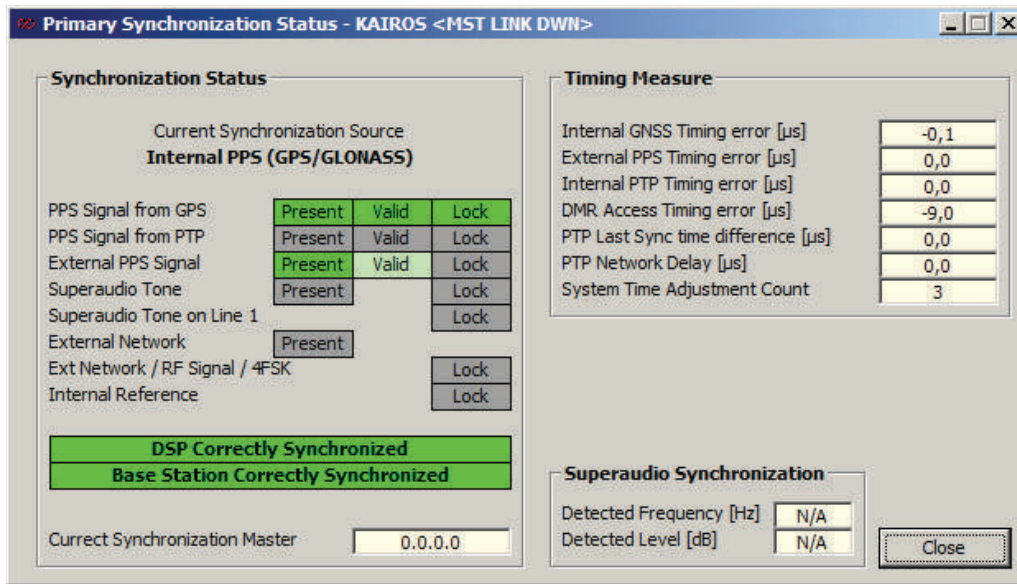 Primary Synchronization Status - KAIROS <MST LINK DWN>
Synchronization Status
Current Synchronization Source
Internal PPS (GPS/GLONASS)
PPS Signal from GPS Present Valid Lock
PPS Signal from PTP Present Valid Lock
External PPS Signal Present Valid Lock
Superaudio Tone Present Lock
Superaudio Tone on Line 1 Lock
External Network Present
Ext Network / RF Signal / 4FSK Lock
Internal Reference Lock
DSP Correctly Synchronized
Base Station Correctly Synchronized
Currect Synchronization Master 0.0.0.0
Timing Measure
Internal GNSS Timing error [µs] -0,1
External PPS Timing error [µs] 0,0
Internal PTP Timing error [µs] 0,0
DMR Access Timing error [µs] -9,0
PTP Last Sync time difference [µs] 0,0
PTP Network Delay [µs] 0,0
System Time Adjustment Count 3
Superaudio Synchronization
Detected Frequency [Hz] N/A
Detected Level [dB] N/A
Close